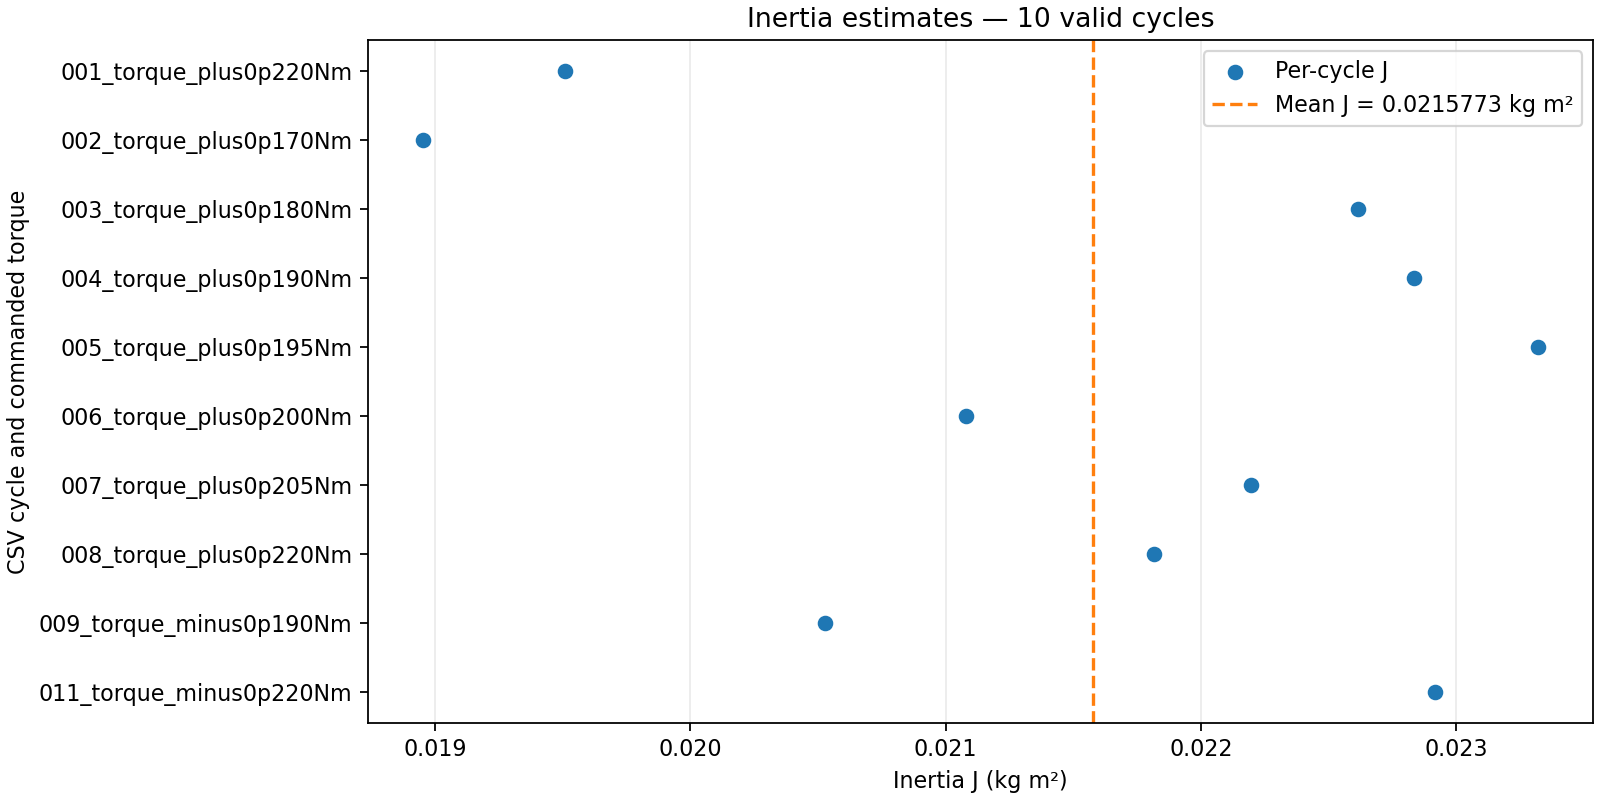 Inertia estimates — 10 valid cycles
Per-cycle J
Mean J = 0.0215773 kg m²
CSV cycle and commanded torque
001_torque_plus0p220Nm
002_torque_plus0p170Nm
003_torque_plus0p180Nm
004_torque_plus0p190Nm
005_torque_plus0p195Nm
006_torque_plus0p200Nm
007_torque_plus0p205Nm
008_torque_plus0p220Nm
009_torque_minus0p190Nm
011_torque_minus0p220Nm
0.019 0.020 0.021 0.022 0.023
Inertia J (kg m²)